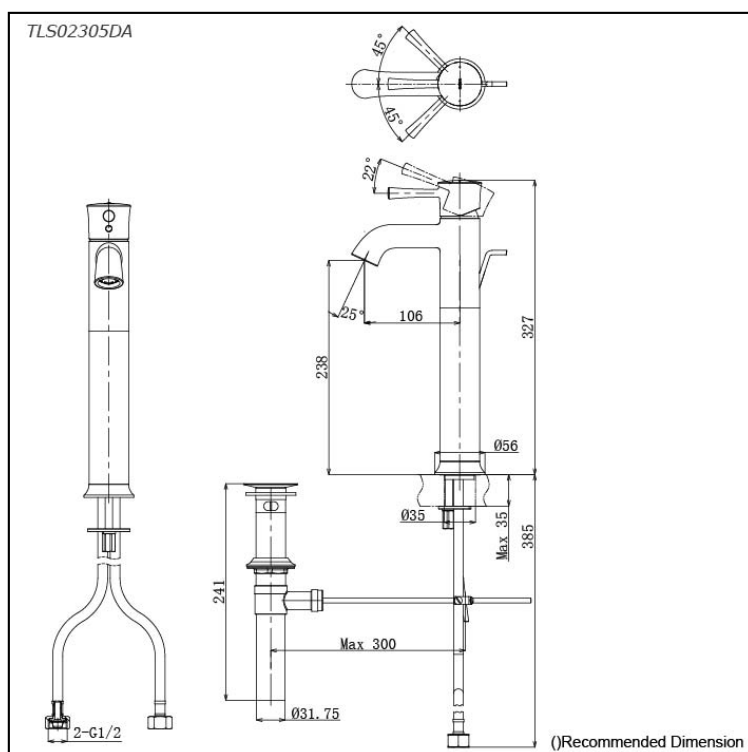 TLS02305DA
45°
45°
22°
25°
106
238
327
Ø56
Ø35
Max 35
385
241
Max 300
Ø31.75
2-G1/2
()Recommended Dimension